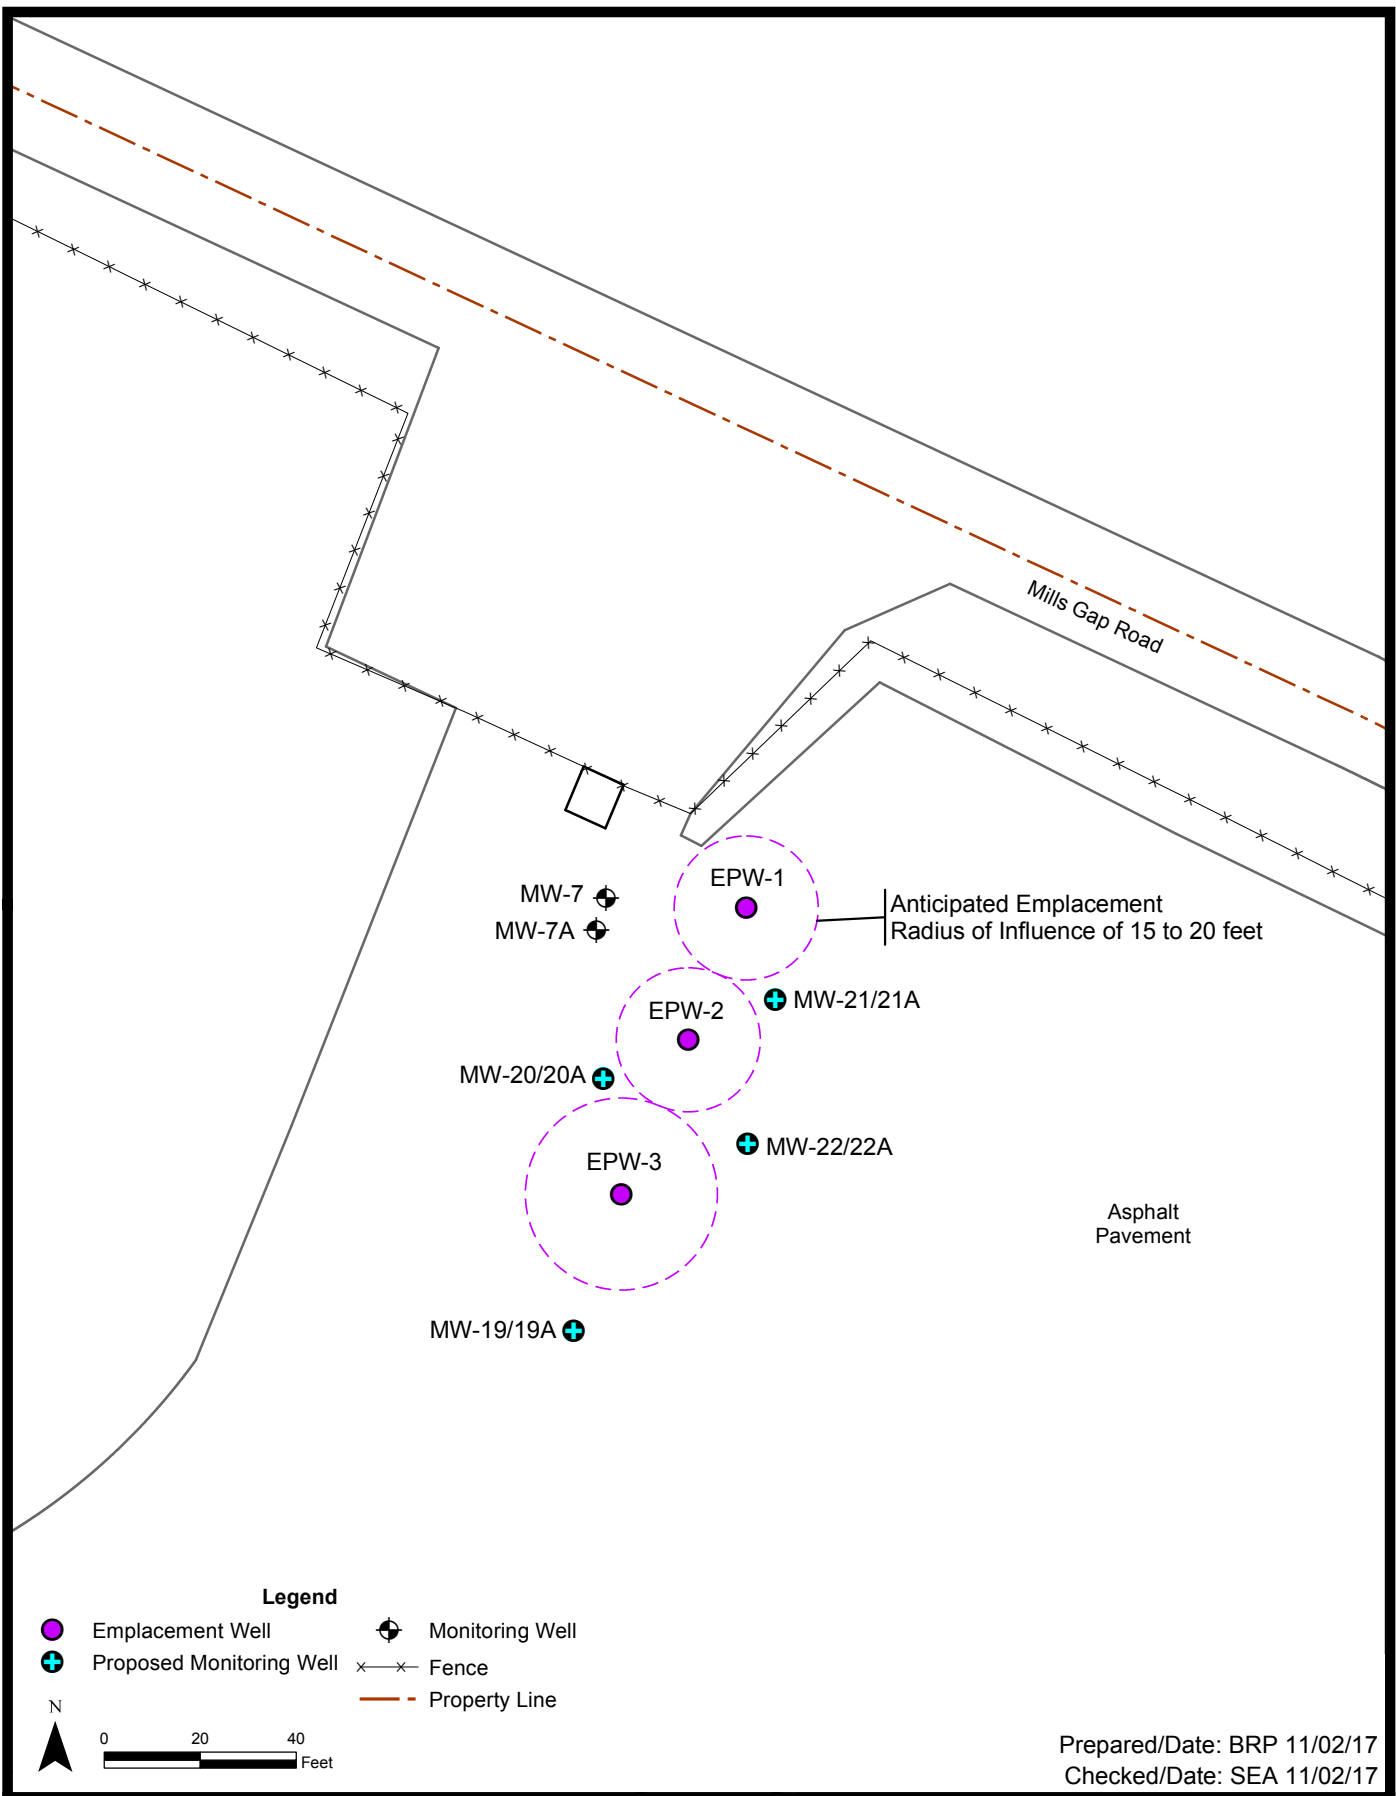 Mills Gap Road
EPW-1
MW-7
MW-7A
Anticipated Emplacement
Radius of Influence of 15 to 20 feet
MW-21/21A
EPW-2
MW-20/20A
MW-22/22A
EPW-3
Asphalt
Pavement
MW-19/19A
Legend
Emplacement Well
Monitoring Well
Proposed Monitoring Well
Fence
Property Line
N
0 20 40
Feet
Prepared/Date: BRP 11/02/17
Checked/Date: SEA 11/02/17